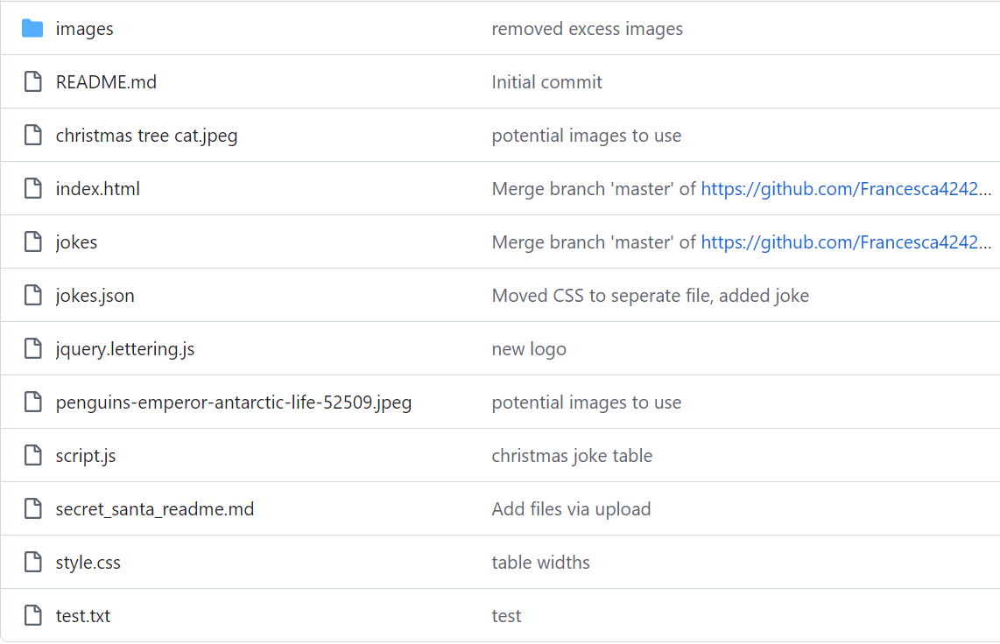 images removed excess images
README.md Initial commit
christmas tree cat.jpeg potential images to use
index.html Merge branch 'master' of https://github.com/Francesca4242...
jokes Merge branch 'master' of https://github.com/Francesca4242...
jokes.json Moved CSS to seperate file, added joke
jquery.lettering.js new logo
penguins-emperor-antarctic-life-52509.jpeg potential images to use
script.js christmas joke table
secret_santa_readme.md Add files via upload
style.css table widths
test.txt test